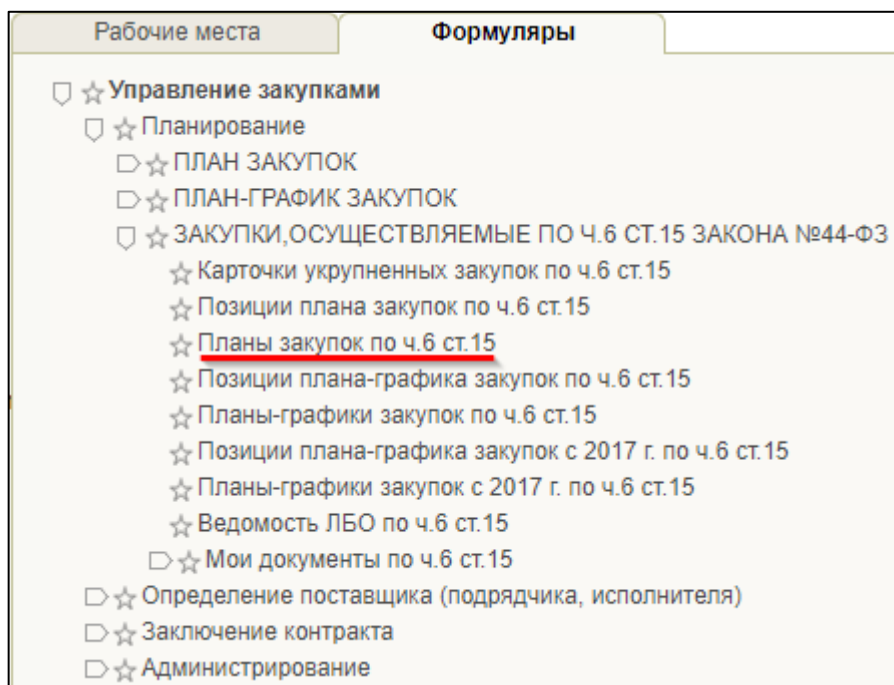 Рабочие места
Формуляры
Управление закупками
Планирование
ПЛАН ЗАКУПОК
ПЛАН-ГРАФИК ЗАКУПОК
ЗАКУПКИ,ОСУЩЕСТВЛЯЕМЫЕ ПО Ч.6 СТ.15 ЗАКОНА №44-ФЗ
Карточки укрупненных закупок по ч.6 ст.15
Позиции плана закупок по ч.6 ст.15
Планы закупок по ч.6 ст.15
Позиции плана-графика закупок по ч.6 ст.15
Планы-графики закупок по ч.6 ст.15
Позиции плана-графика закупок с 2017 г. по ч.6 ст.15
Планы-графики закупок с 2017 г. по ч.6 ст.15
Ведомость ЛБО по ч.6 ст.15
Мои документы по ч.6 ст.15
Определение поставщика (подрядчика, исполнителя)
Заключение контракта
Администрирование